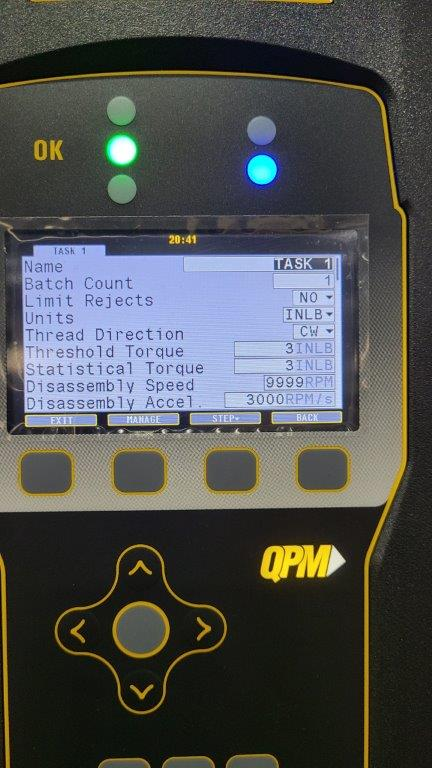 OK
20:41
TASK 1
Name TASK 1
Batch Count 1
Limit Rejects NO
Units INLB
Thread Direction CW
Threshold Torque 3INLB
Statistical Torque 3INLB
Disassembly Speed 9999RPM
Disassembly Accel. 3000RPM/s
EXIT MANAGE STEP BACK
QPM